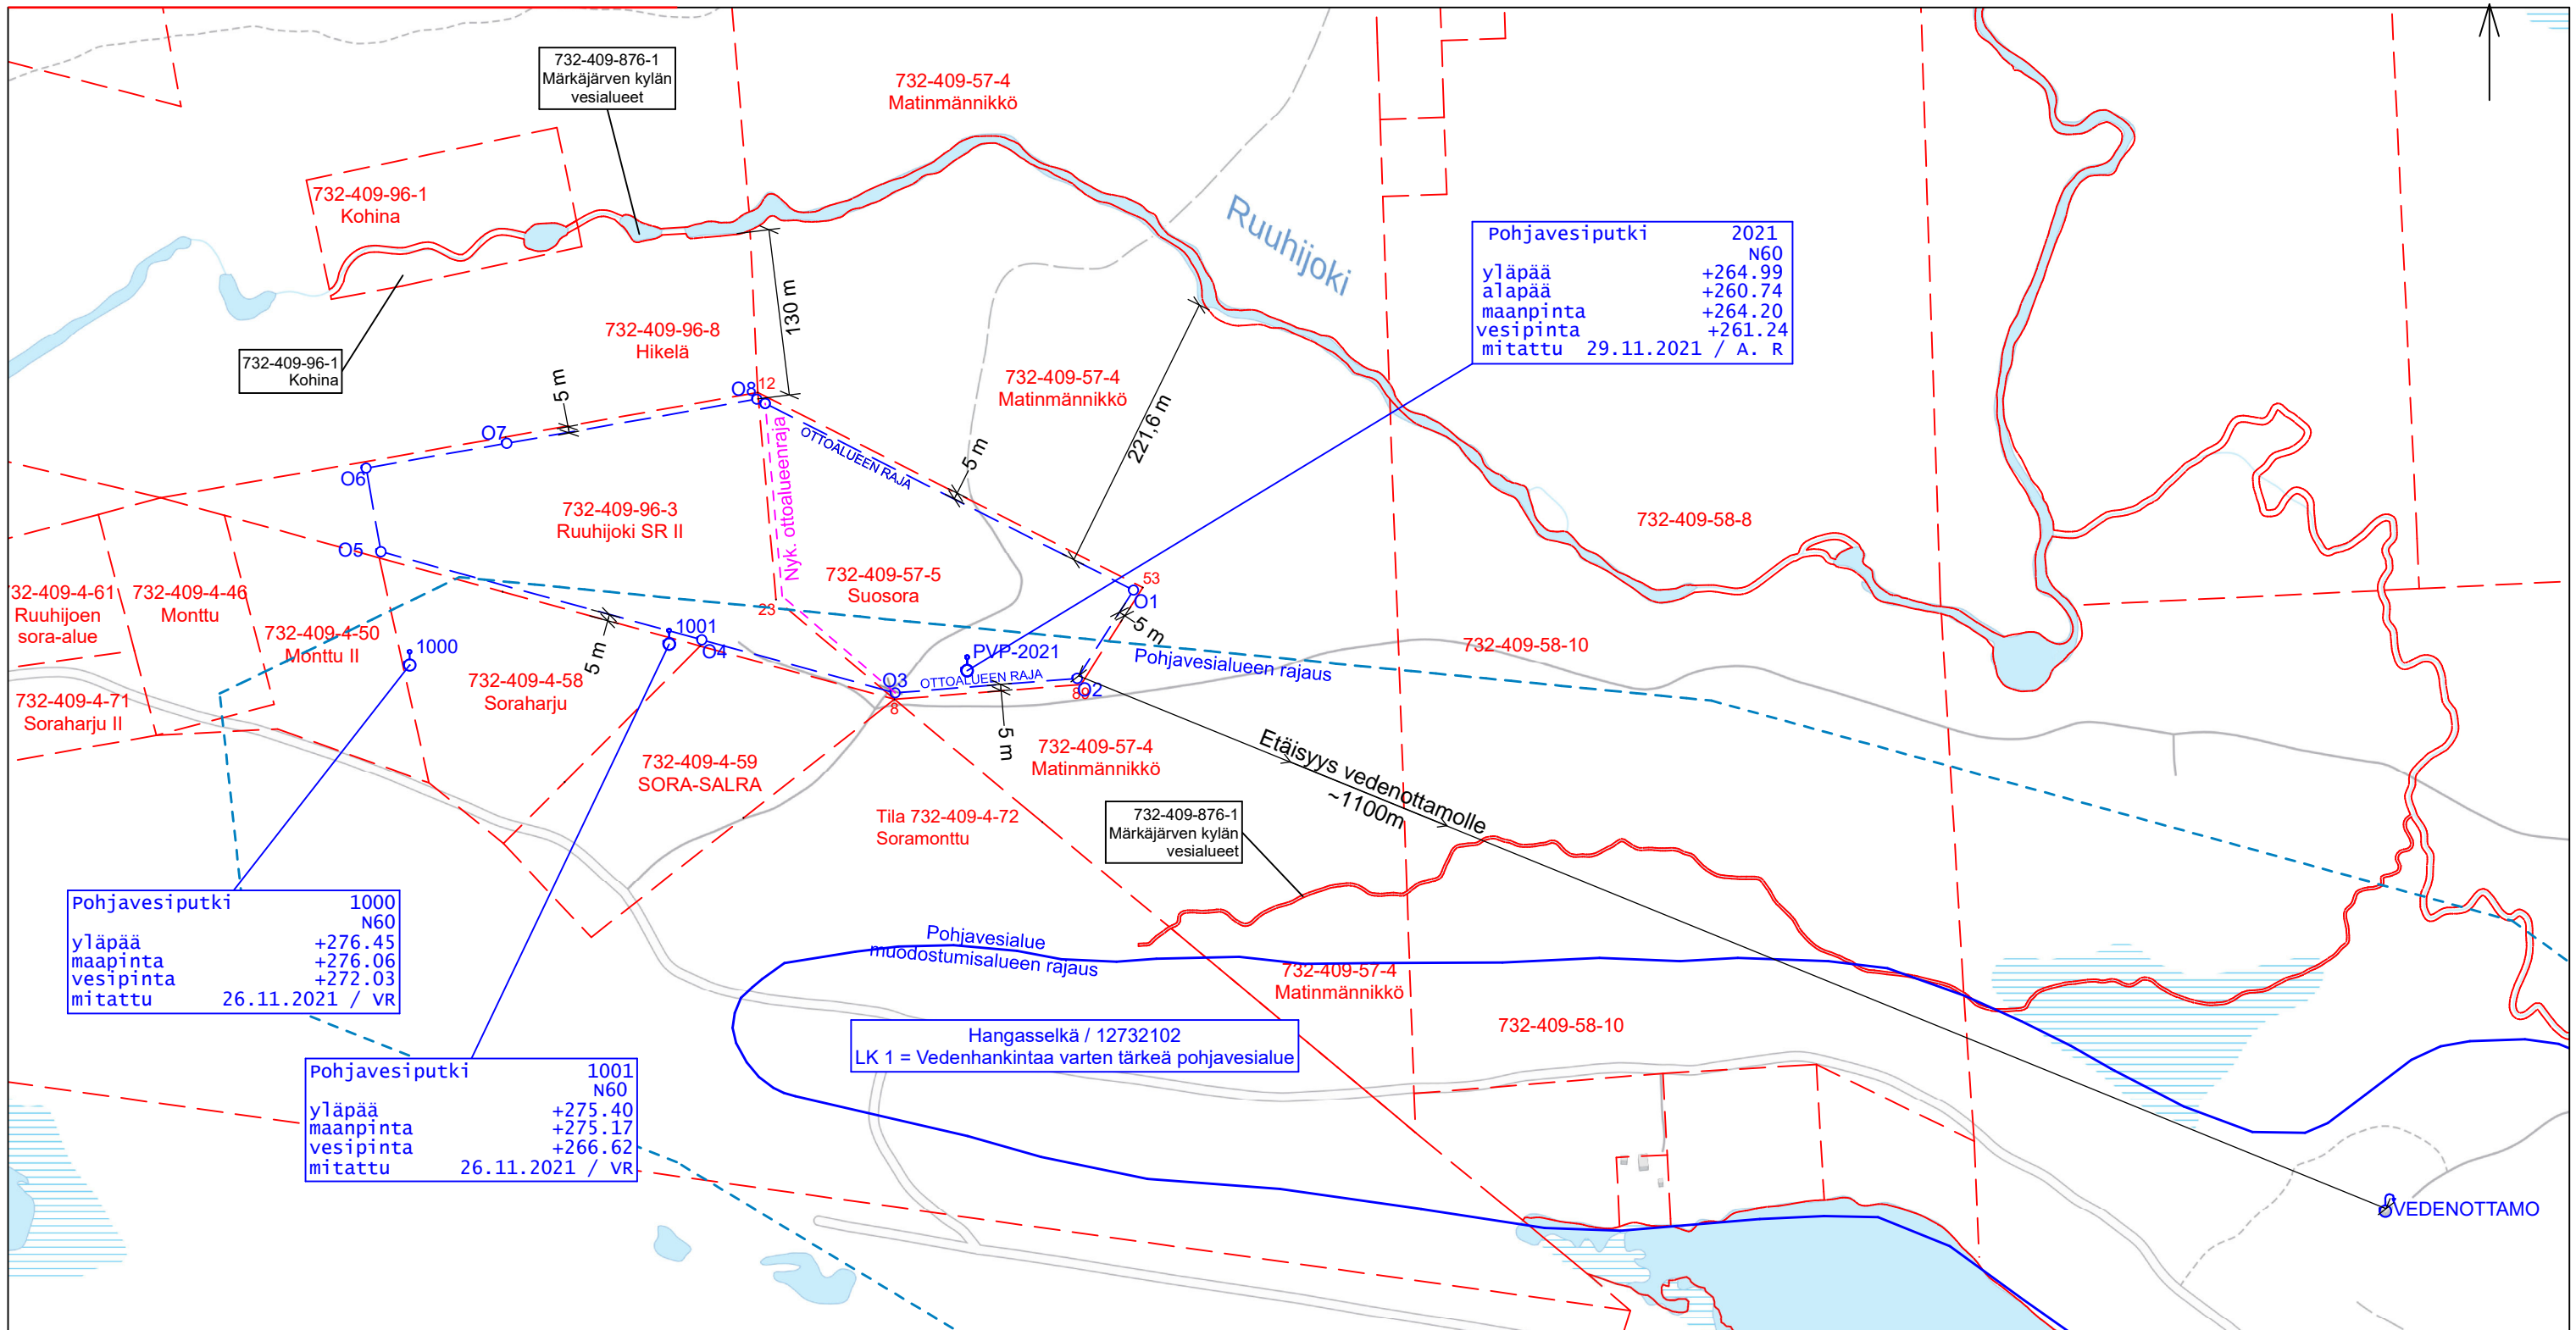 732-409-876-1
Märkäjärven kylän
vesialueet
732-409-57-4
Matinmännikkö
732-409-96-1
Kohina
Ruuhijoki
Pohjavesiputki 2021
N60
yläpää +264.99
alapää +260.74
maanpinta +264.20
vesipinta +261.24
mitattu 29.11.2021 / A. R
130 m
732-409-96-8
Hikelä
732-409-96-1
Kohina
5 m
O8
12
732-409-57-4
Matinmännikkö
221,6 m
O7
OTTOALUEEN RAJA
5 m
Nyk. ottoalueenraja
O6
732-409-96-3
Ruuhijoki SR II
732-409-58-8
O5
732-409-57-5
Suosora
53
O1
23
5 m
32-409-4-61
Ruuhijoen
sora-alue
732-409-4-46
Monttu
732-409-4-50
Monttu II
1000
1001
O4
5 m
PVP-2021
Pohjavesialueen rajaus
732-409-58-10
O3
OTTOALUEEN RAJA
O2
8
732-409-4-71
Soraharju II
732-409-4-58
Soraharju
5 m
732-409-57-4
Matinmännikkö
732-409-4-59
SORA-SALRA
Etäisyys vedenottamolle
~1100m
Tila 732-409-4-72
Soramonttu
732-409-876-1
Märkäjärven kylän
vesialueet
Pohjavesiputki 1000
N60
yläpää +276.45
maapinta +276.06
vesipinta +272.03
mitattu 26.11.2021 / VR
Pohjavesialue
muodostumisalueen rajaus
732-409-57-4
Matinmännikkö
732-409-58-10
Hangasselkä / 12732102
LK 1 = Vedenhankintaa varten tärkeä pohjavesialue
Pohjavesiputki 1001
N60
yläpää +275.40
maanpinta +275.17
vesipinta +266.62
mitattu 26.11.2021 / VR
VEDENOTTAMO